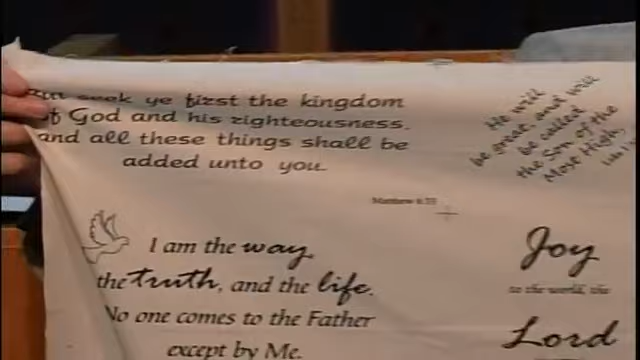 But seek ye first the kingdom
of God and his righteousness.
and all these things shall be
added unto you.
Matthew 6:33
He will
be great, and will
be called
the Son of the
Most High,
I am the way,
the truth, and the life.
No one comes to the Father
except by Me.
Joy
to the world, the
Lord